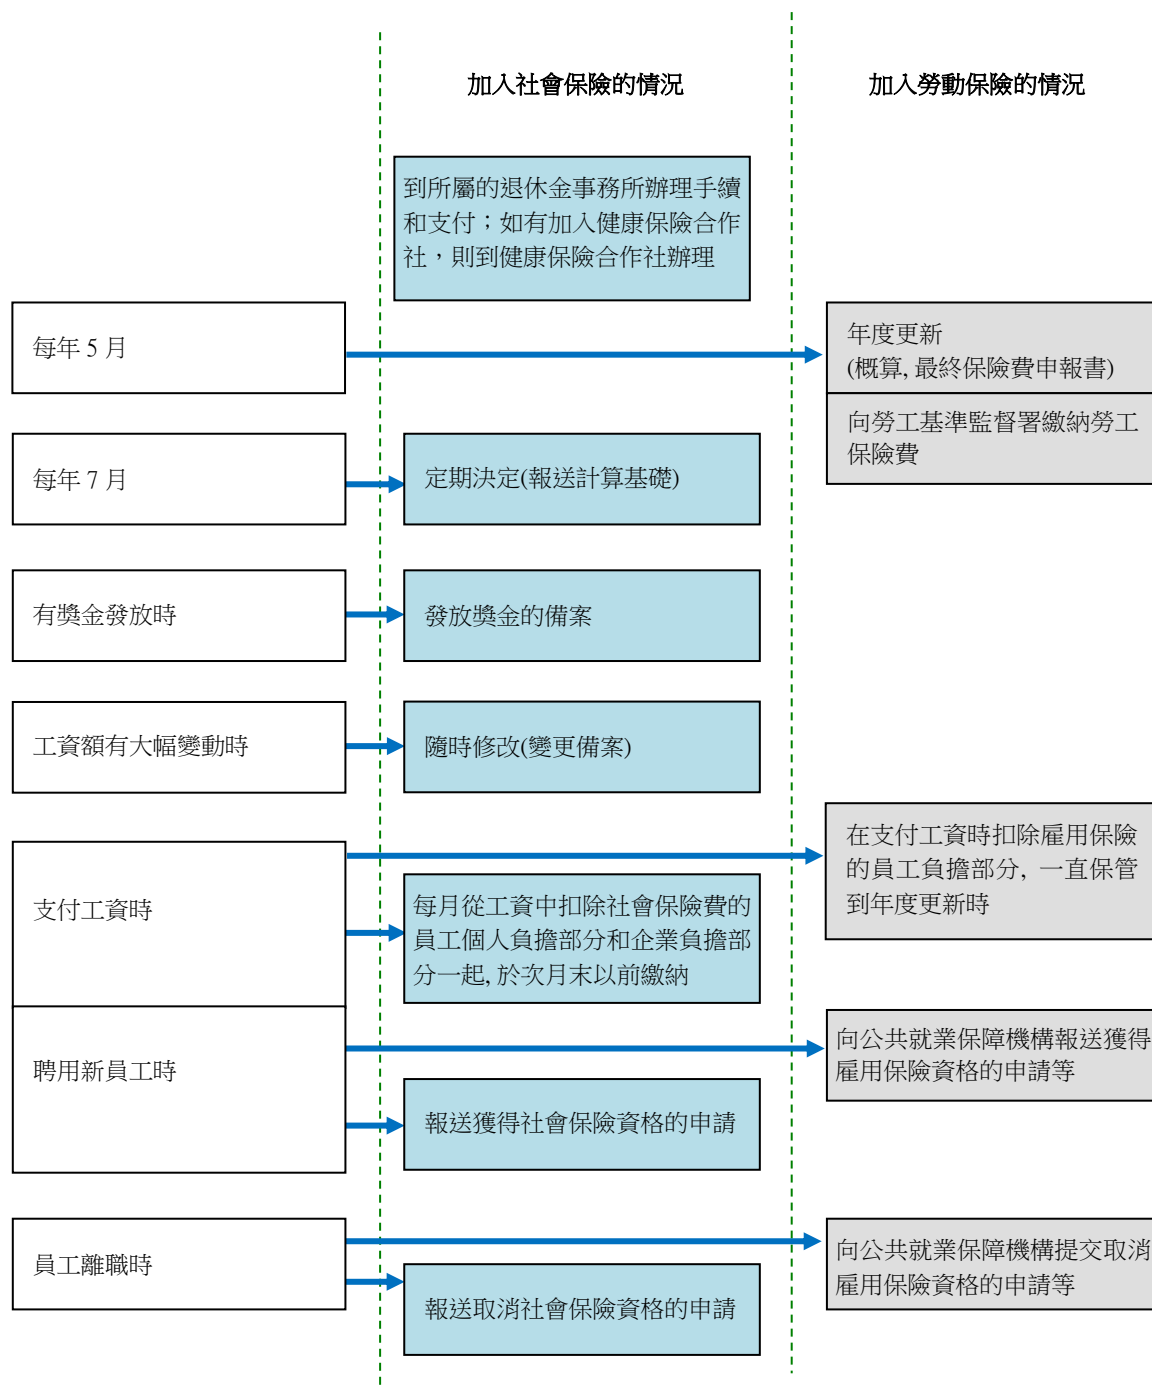 加入社會保險的情況
加入勞動保險的情況
到所屬的退休金事務所辦理手續
和支付；如有加入健康保險合作
社，則到健康保險合作社辦理
每年 5 月
年度更新
(概算, 最終保險費申報書)
向勞工基準監督署繳納勞工
保險費
每年 7 月
定期決定(報送計算基礎)
有獎金發放時
發放獎金的備案
工資額有大幅變動時
隨時修改(變更備案)
支付工資時
在支付工資時扣除雇用保險
的員工負擔部分, 一直保管
到年度更新時
每月從工資中扣除社會保險費的
員工個人負擔部分和企業負擔部
分一起, 於次月末以前繳納
聘用新員工時
向公共就業保障機構報送獲得
雇用保險資格的申請等
報送獲得社會保險資格的申請
員工離職時
向公共就業保障機構提交取消
雇用保險資格的申請等
報送取消社會保險資格的申請